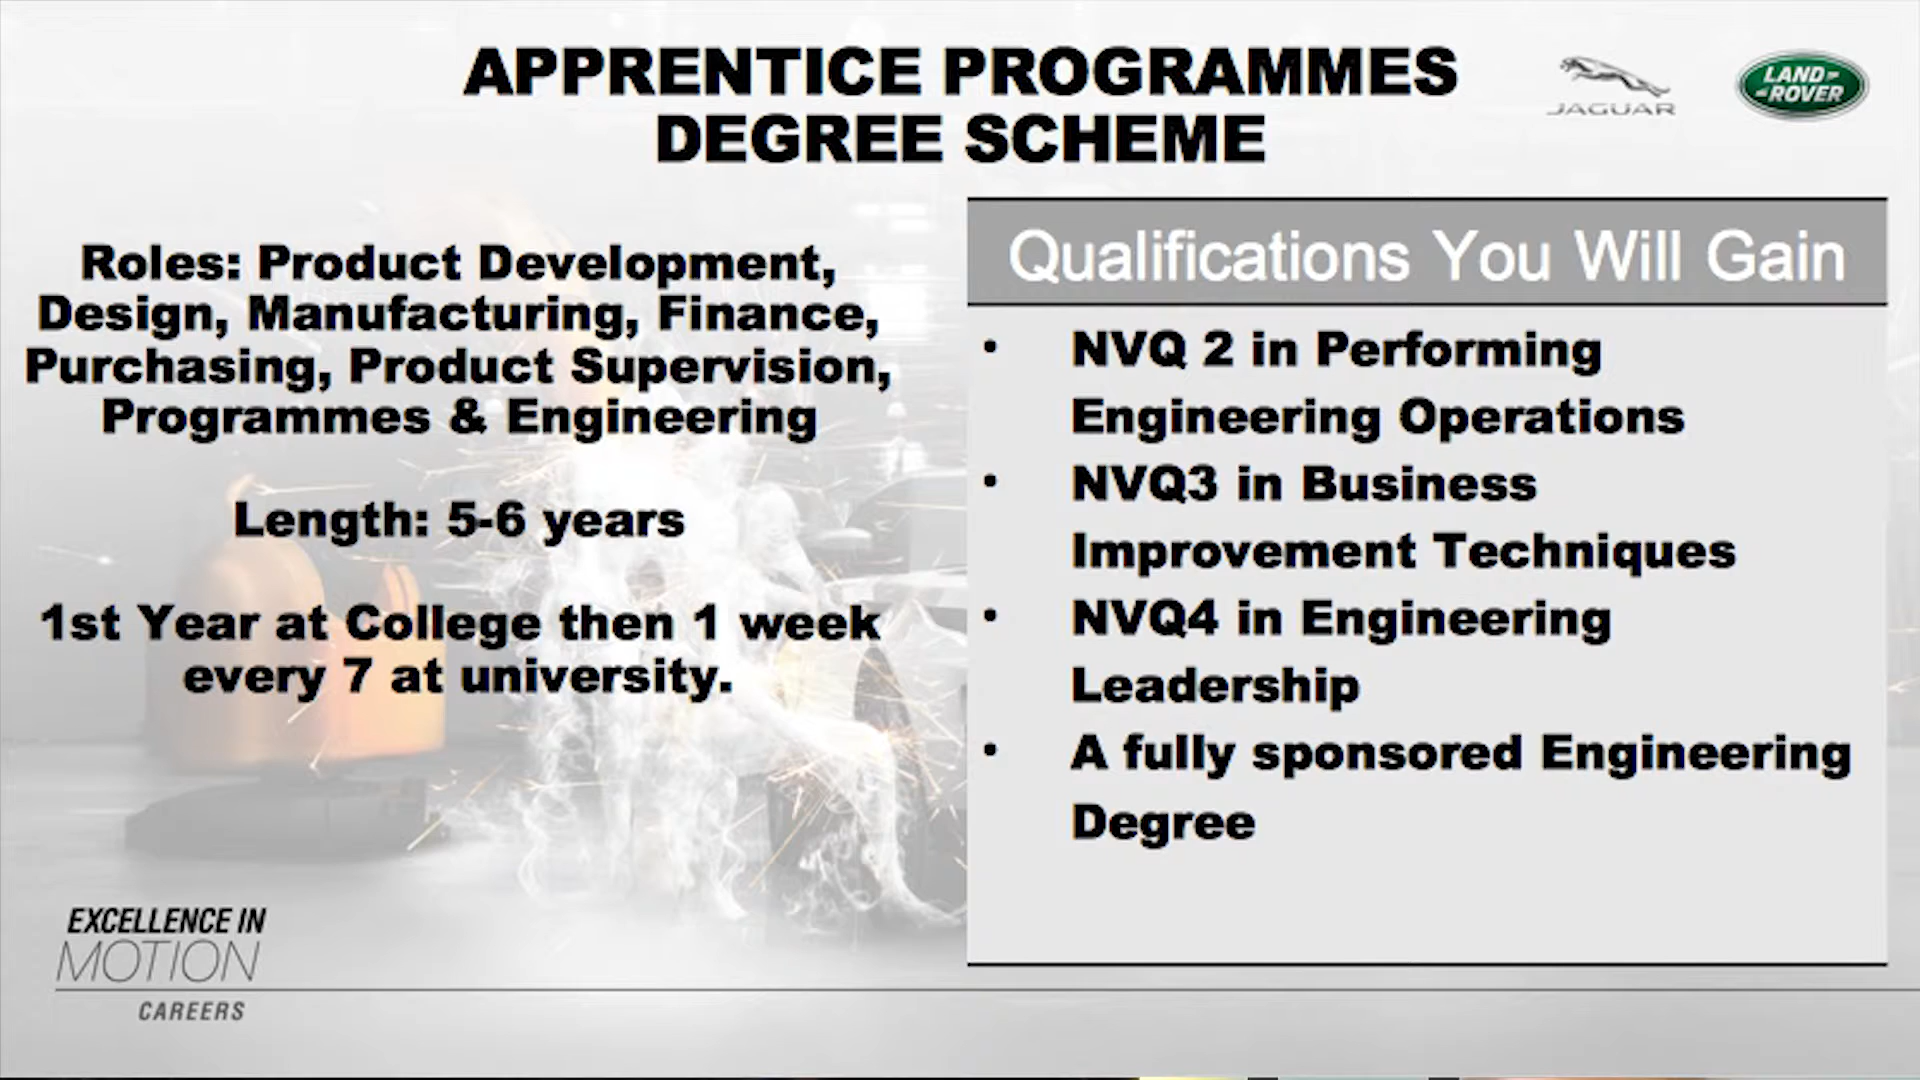 APPRENTICE PROGRAMMES
DEGREE SCHEME
JAGUAR
LAND
ROVER
Roles: Product Development,
Design, Manufacturing, Finance,
Purchasing, Product Supervision,
Programmes & Engineering
Length: 5-6 years
1st Year at College then 1 week
every 7 at university.
Qualifications You Will Gain
• NVQ 2 in Performing
Engineering Operations
• NVQ3 in Business
Improvement Techniques
• NVQ4 in Engineering
Leadership
• A fully sponsored Engineering
Degree
EXCELLENCE IN
MOTION
CAREERS